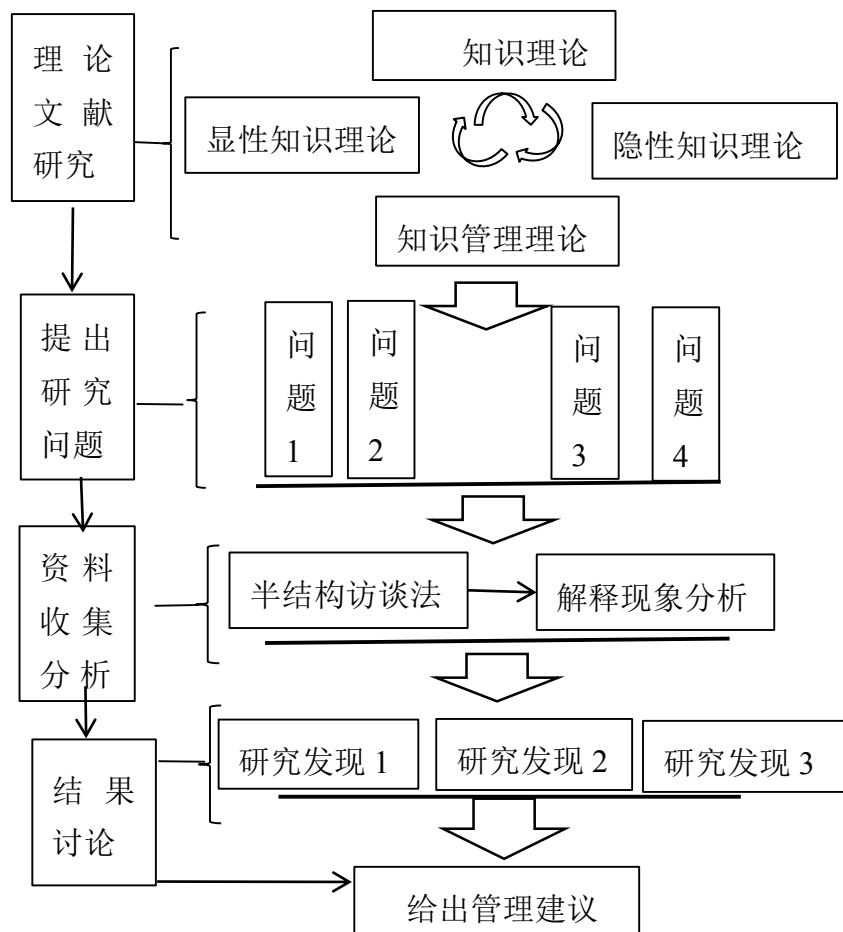 理论
文献
研究
知识理论
显性知识理论
隐性知识理论
知识管理理论
提出
研究
问题
问
题
1
问
题
2
问
题
3
问
题
4
资料
收集
分析
半结构访谈法
解释现象分析
结果
讨论
研究发现 1
研究发现 2
研究发现 3
给出管理建议